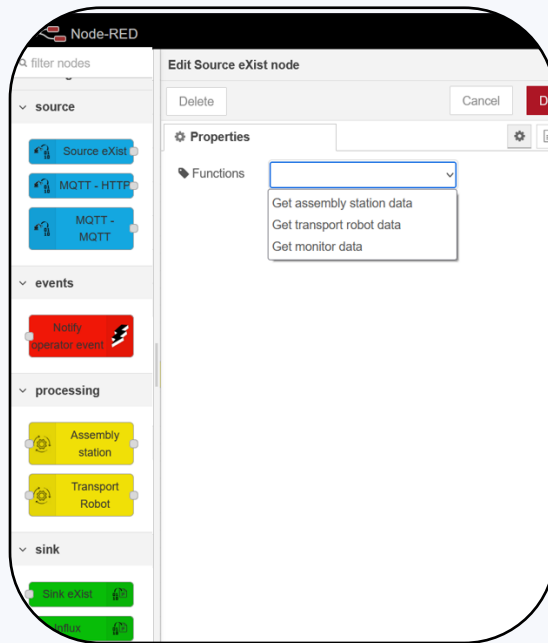 Node-RED
filter nodes
source
Source eXist
MQTT - HTTP
MQTT -
MQTT
events
Notify
operator event
processing
Assembly
station
Transport
Robot
sink
Sink eXist
Influx
Edit Source eXist node
Delete
Cancel
D
Properties
Functions
Get assembly station data
Get transport robot data
Get monitor data